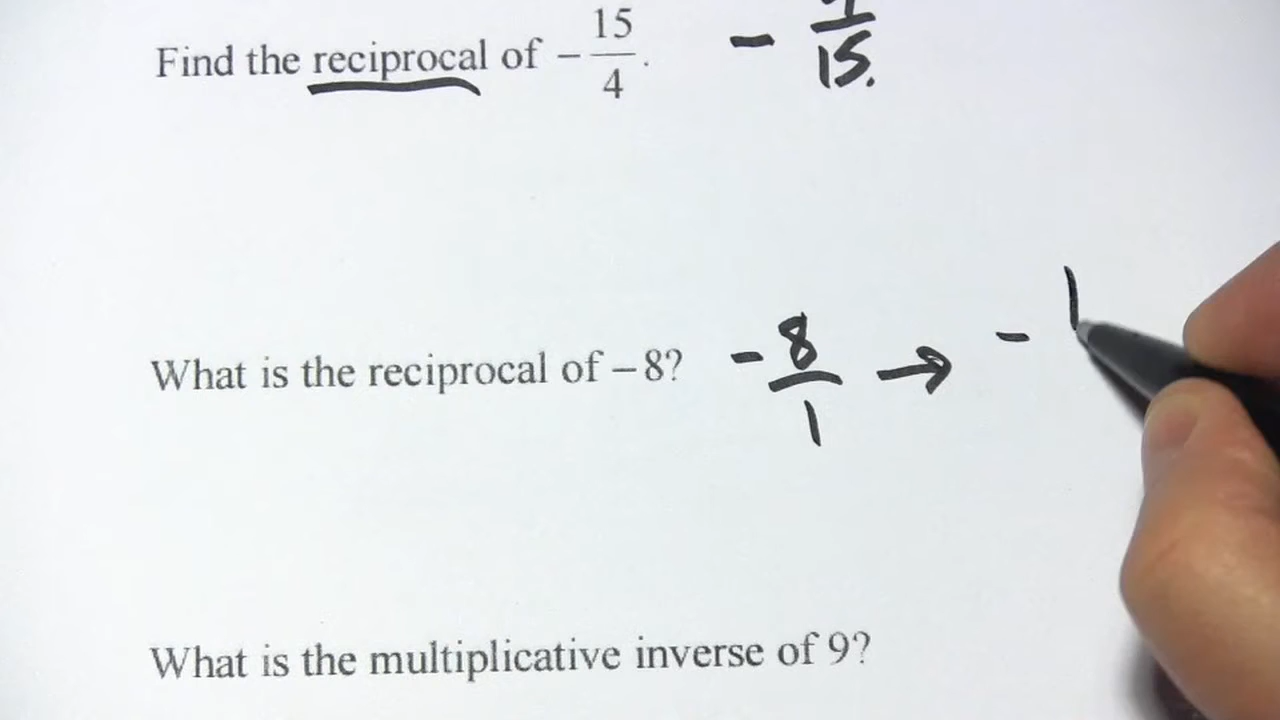 Find the reciprocal of −15/4. − /15.
What is the reciprocal of −8? −8/1 → − 1
What is the multiplicative inverse of 9?